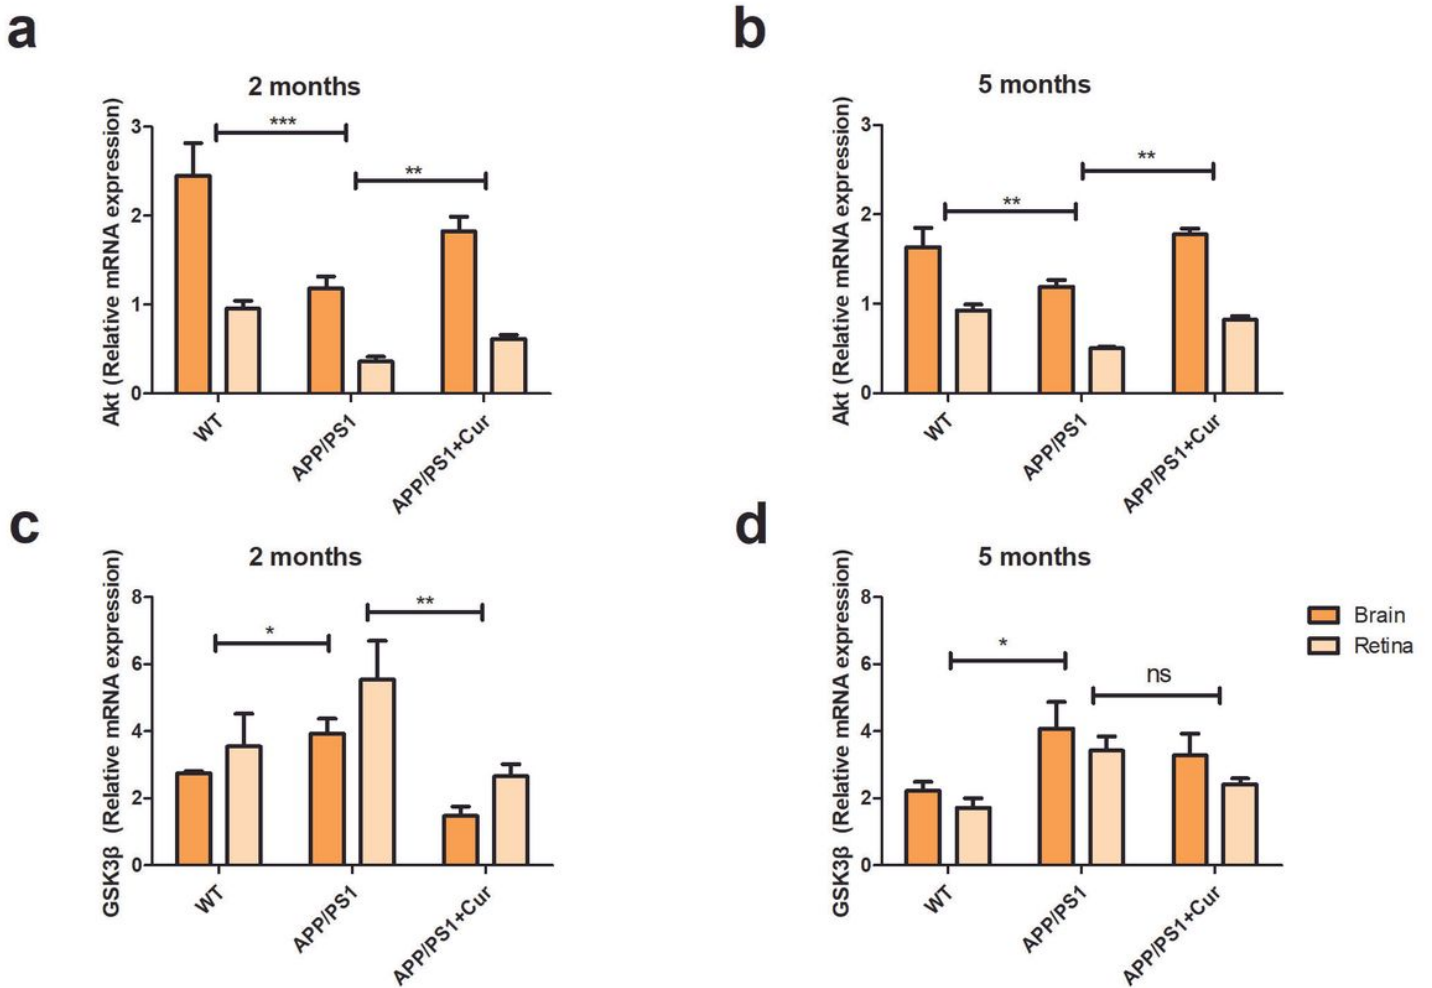 a
2 months
Akt (Relative mRNA expression)
3
2
1
0
***
**
WT
APP/PS1
APP/PS1+Cur
b
5 months
Akt (Relative mRNA expression)
3
2
1
0
**
**
WT
APP/PS1
APP/PS1+Cur
c
2 months
GSK3β (Relative mRNA expression)
8
6
4
2
0
*
**
WT
APP/PS1
APP/PS1+Cur
d
5 months
GSK3β (Relative mRNA expression)
8
6
4
2
0
*
ns
WT
APP/PS1
APP/PS1+Cur
Brain
Retina